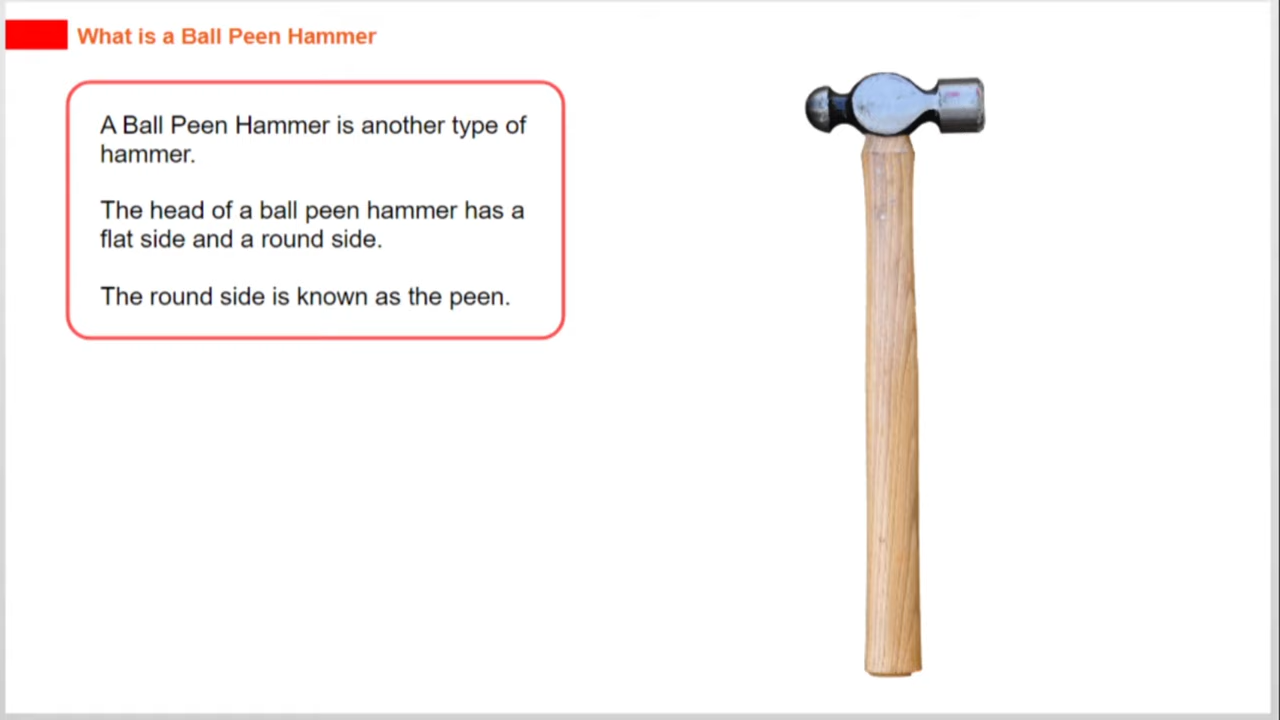 What is a Ball Peen Hammer
A Ball Peen Hammer is another type of
hammer.
The head of a ball peen hammer has a
flat side and a round side.
The round side is known as the peen.